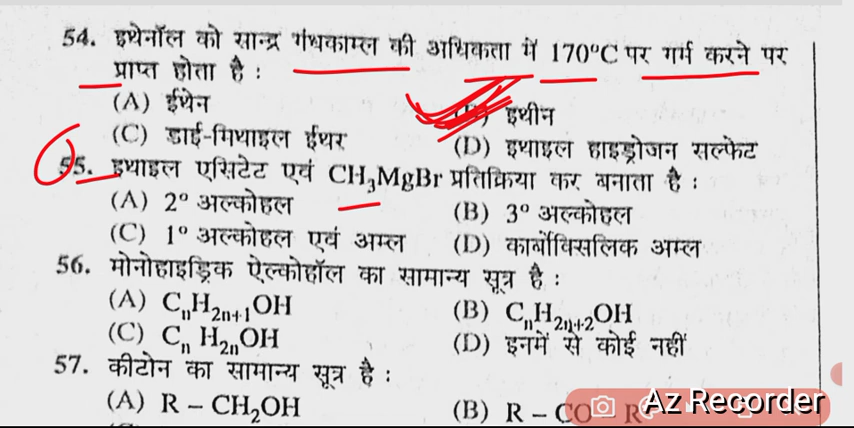 54. इथेनॉल को सान्द्र गंधकाम्ल की अधिकता में 170°C पर गर्म करने पर
प्राप्त होता है :
(A) ईथेन
इथीन
(C) डाई-मिथाइल ईथर
(D) इथाइल हाइड्रोजन सल्फेट
55. इथाइल एसिटेट एवं CH₃MgBr प्रतिक्रिया कर बनाता है :
(A) 2° अल्कोहल
(B) 3° अल्कोहल
(C) 1° अल्कोहल एवं अम्ल
(D) कार्बोक्सिलिक अम्ल
56. मोनोहाइड्रिक ऐल्कोहॉल का सामान्य सूत्र है :
(A) CₙH₂ₙ₊₁OH
(B) CₙH₂ₙ₊₂OH
(C) Cₙ H₂ₙOH
(D) इनमें से कोई नहीं
57. कीटोन का सामान्य सूत्र है :
(A) R – CH₂OH
(B) R – CO – R
Az Recorder